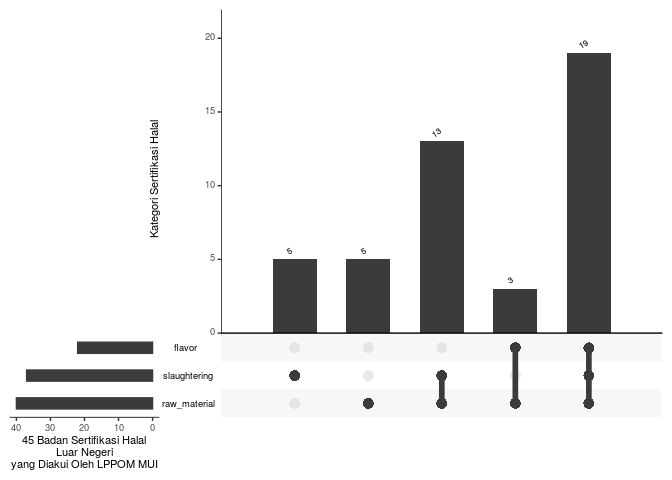 20
15
10
5
0
Kategori Sertifikasi Halal
5
5
13
3
19
flavor
slaughtering
raw_material
40 30 20 10 0
45 Badan Sertifikasi Halal
Luar Negeri
yang Diakui Oleh LPPOM MUI